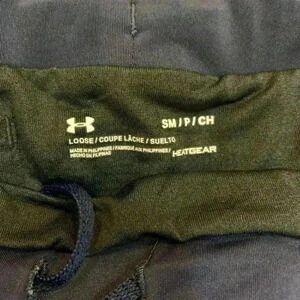 SM / P / CH
LOOSE / COUPE LÂCHE / SUELTO
MADE IN PHILIPPINES / FABRIQUÉ AUX PHILIPPINES /
HECHO EN FILIPINAS
HEATGEAR